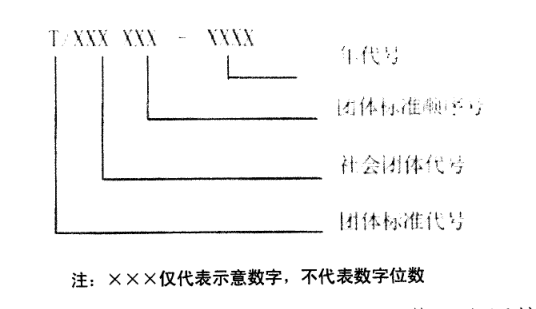 T/XXX XXX - XXXX
年代号
团体标准顺序号
社会团体代号
团体标准代号
注：×××仅代表示意数字，不代表数字位数